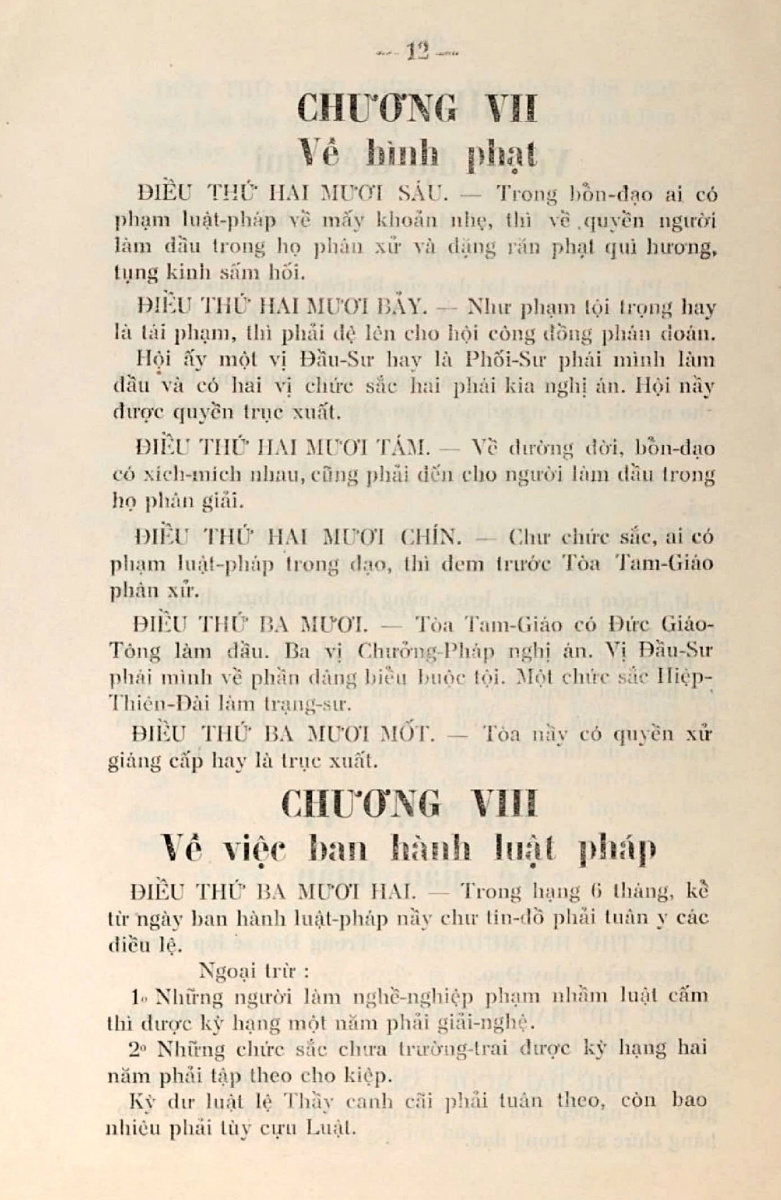 — 12 —
CHƯƠNG VII
Về hình phạt
ĐIỀU THỨ HAI MƯƠI SÁU. — Trong bổn-đạo ai có
phạm luật-pháp về mấy khoản nhẹ, thì về quyền người
làm đầu trong họ phân xử và dặng răn phạt quì hương,
tụng kinh sấm hối.
ĐIỀU THỨ HAI MƯƠI BẢY. — Như phạm tội trọng hay
là tái phạm, thì phải đệ lên cho hội công đồng phán đoán.
Hội ấy một vị Đầu-Sư hay là Phối-Sư phái mình làm
đầu và có hai vị chức sắc hai phái kia nghị án. Hội nầy
được quyền trục xuất.
ĐIỀU THỨ HAI MƯƠI TÁM. — Về đường đời, bổn-đạo
có xích-mích nhau, cũng phải đến cho người làm đầu trong
họ phân giải.
ĐIỀU THỨ HAI MƯƠI CHÍN. — Chư chức sắc, ai có
phạm luật-pháp trong đạo, thì đem trước Tòa Tam-Giáo
phân xử.
ĐIỀU THỨ BA MƯƠI. — Tòa Tam-Giáo có Đức Giáo-
Tông làm đầu. Ba vị Chưởng-Pháp nghị án. Vị Đầu-Sư
phái mình về phần dâng biểu buộc tội. Một chức sắc Hiệp-
Thiên-Đài làm trạng-sư.
ĐIỀU THỨ BA MƯƠI MỐT. — Tòa nầy có quyền xử
giáng cấp hay là trục xuất.
CHƯƠNG VIII
Về việc ban hành luật pháp
ĐIỀU THỨ BA MƯƠI HAI. — Trong hạng 6 tháng, kể
từ ngày ban hành luật-pháp nầy chư tín-đồ phải tuân y các
điều lệ.
Ngoại trừ :
1º Những người làm nghề-nghiệp phạm nhằm luật cấm
thì được kỳ hạng một năm phải giải-nghệ.
2º Những chức sắc chưa trường-trai được kỳ hạng hai
năm phải tập theo cho kiệp.
Kỳ dư luật lệ Thầy canh cải phải tuân theo, còn bao
nhiêu phải tùy cựu Luật.